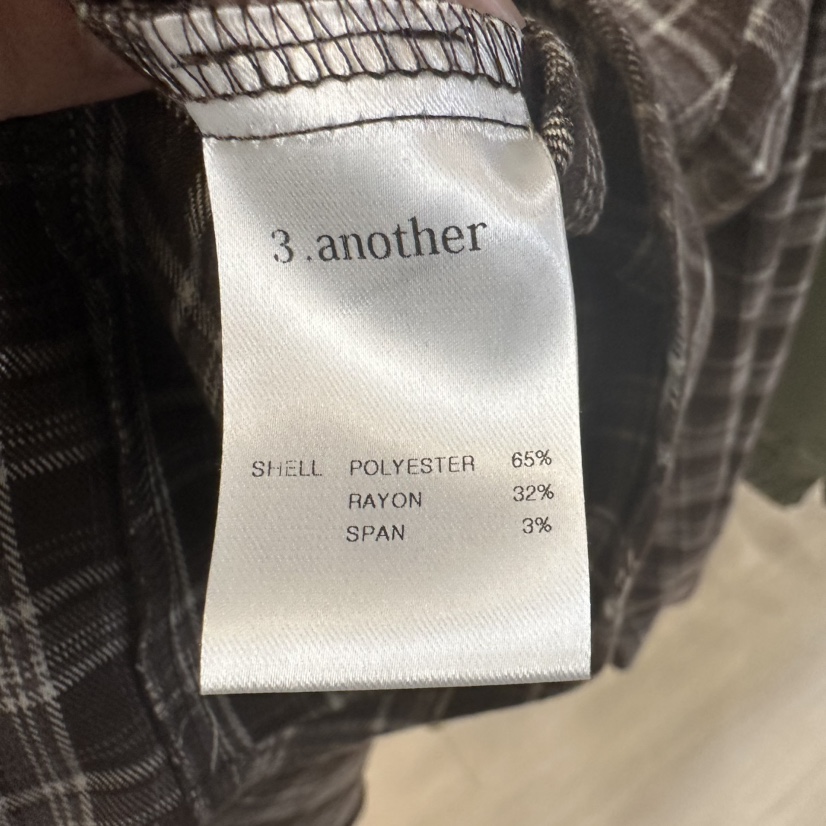 3.another
SHELL POLYESTER 65%
RAYON 32%
SPAN 3%